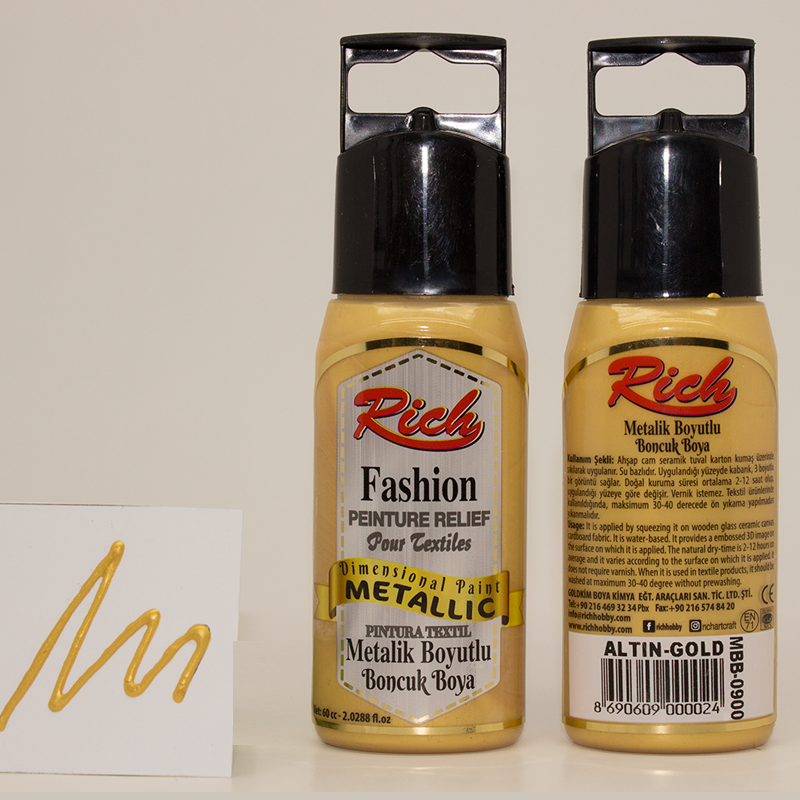 Rich
Fashion
PEINTURE RELIEF
Pour Textiles
Dimensional Paint
METALLIC
PINTURA TEXTIL
Metalik Boyutlu
Boncuk Boya
Net: 60 cc - 2.0288 fl.oz
Rich
Metalik Boyutlu
Boncuk Boya
Kullanım Şekli: Ahşap cam seramik tuval karton kumaş üzerinde
sıkılarak uygulanır. Su bazlıdır. Uygulandığı yüzeyde kabarık, 3 boyutlu
bir görüntü sağlar. Doğal kuruma süresi ortalama 2-12 saat olup,
uygulandığı yüzeye göre değişir. Vernik istemez. Tekstil ürünlerinde
kullanıldığında, maksimum 30-40 derecede ön yıkama yapılmadan
yıkanmalıdır.
Usage: It is applied by squeezing it on wooden glass ceramic canvas
cardboard fabric. It is water-based. It provides a embossed 3D image on
the surface on which it is applied. The natural dry-time is 2-12 hours on
average and it varies according to the surface on which it is applied. It
does not require varnish. When it is used in textile products, it should be
washed at maximum 30-40 degree without prewashing.
GOLDKİM BOYA KİMYA EĞT. ARAÇLARI SAN. TİC. LTD. ŞTİ.
Tel:+90 216 469 32 34 Pbx Fax:+90 216 574 84 20
info@richhobby.com
www.richhobby.com richhobby richartcraft
CE
EN
71
ALTIN-GOLD
MBB-0900
8 690609 000024